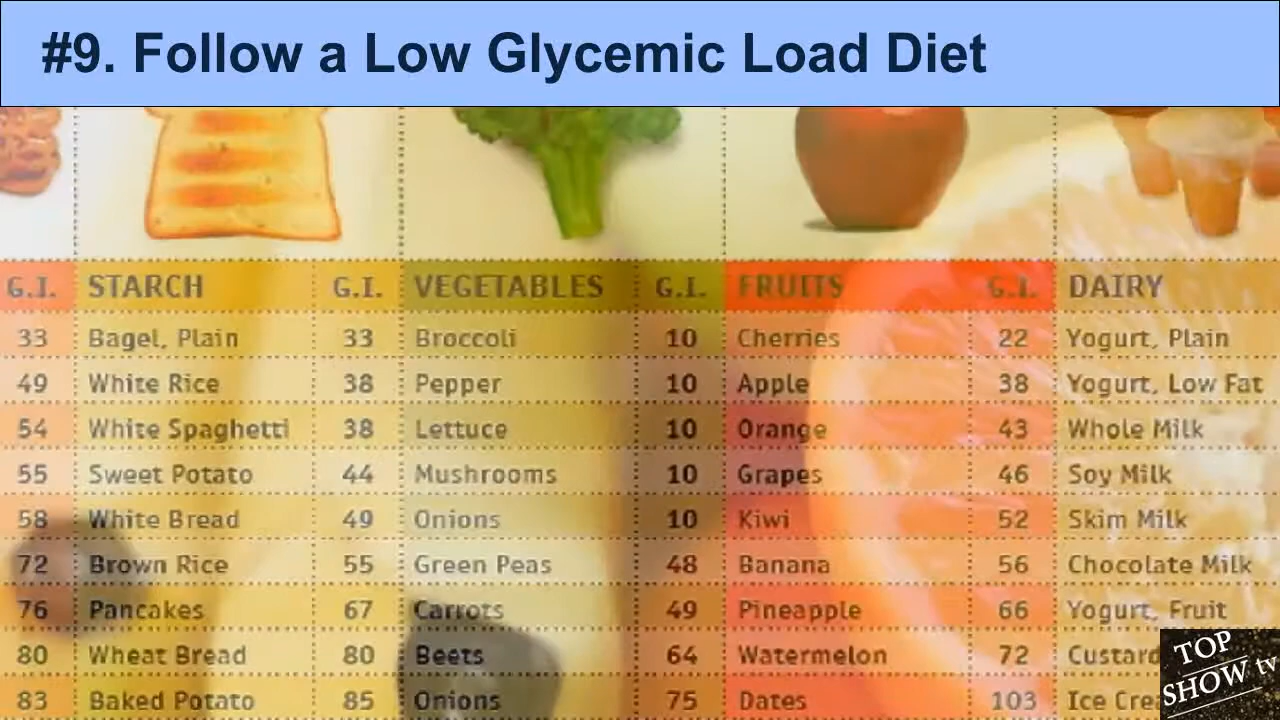 #9. Follow a Low Glycemic Load Diet
G.I. STARCH G.I. VEGETABLES G.I. FRUITS G.I. DAIRY
33 Bagel, Plain 33 Broccoli 10 Cherries 22 Yogurt, Plain
49 White Rice 38 Pepper 10 Apple 38 Yogurt, Low Fat
54 White Spaghetti 38 Lettuce 10 Orange 43 Whole Milk
55 Sweet Potato 44 Mushrooms 10 Grapes 46 Soy Milk
58 White Bread 49 Onions 10 Kiwi 52 Skim Milk
72 Brown Rice 55 Green Peas 48 Banana 56 Chocolate Milk
76 Pancakes 67 Carrots 49 Pineapple 66 Yogurt, Fruit
80 Wheat Bread 80 Beets 64 Watermelon 72 Custard
83 Baked Potato 85 Onions 75 Dates 103 Ice Crea
TOP
SHOW tv